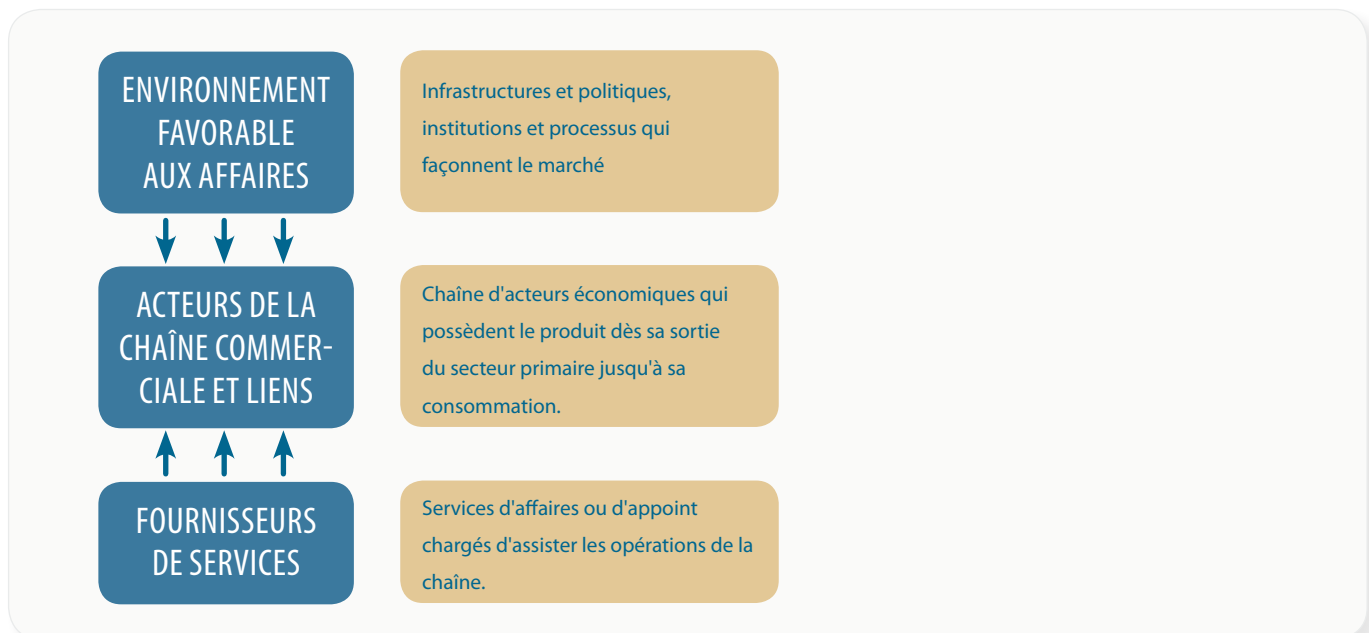 ENVIRONNEMENT
FAVORABLE
AUX AFFAIRES
Infrastructures et politiques,
institutions et processus qui
façonnent le marché
ACTEURS DE LA
CHAÎNE COMMER-
CIALE ET LIENS
Chaîne d'acteurs économiques qui
possèdent le produit dès sa sortie
du secteur primaire jusqu'à sa
consommation.
FOURNISSEURS
DE SERVICES
Services d'affaires ou d'appoint
chargés d'assister les opérations de la
chaîne.